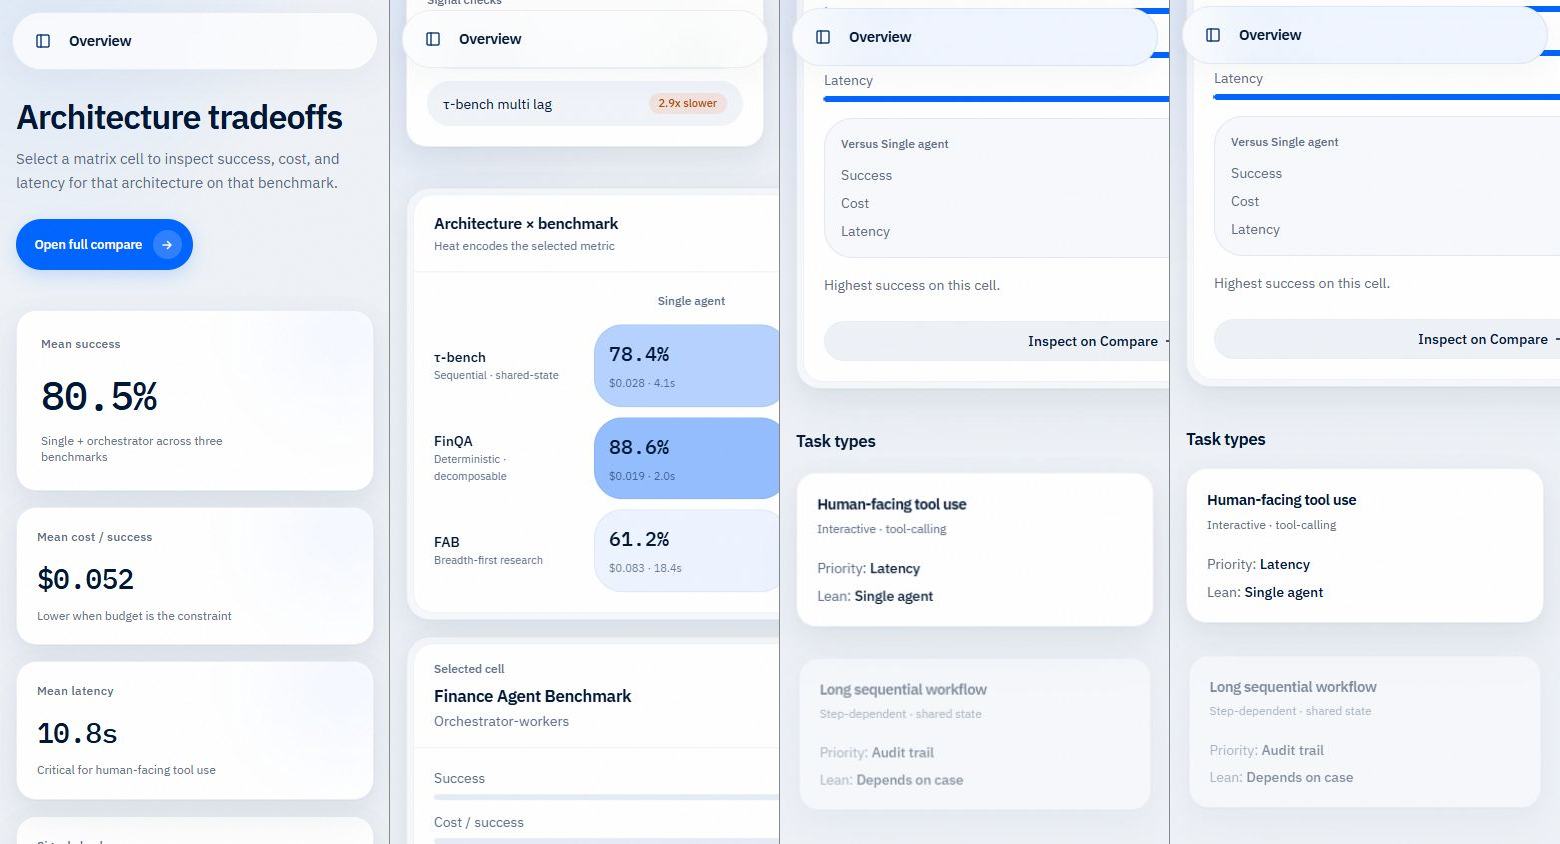 Overview
Architecture tradeoffs
Select a matrix cell to inspect success, cost, and
latency for that architecture on that benchmark.
Open full compare →
Mean success
80.5%
Single + orchestrator across three
benchmarks
Mean cost / success
$0.052
Lower when budget is the constraint
Mean latency
10.8s
Critical for human-facing tool use
Signal checks
Overview
τ-bench multi lag
2.9x slower
Architecture × benchmark
Heat encodes the selected metric
Single agent
τ-bench
Sequential · shared-state
78.4%
$0.028 · 4.1s
FinQA
Deterministic ·
decomposable
88.6%
$0.019 · 2.0s
FAB
Breadth-first research
61.2%
$0.083 · 18.4s
Selected cell
Finance Agent Benchmark
Orchestrator-workers
Success
Cost / success
Overview
Latency
Versus Single agent
Success
Cost
Latency
Highest success on this cell.
Inspect on Compare
Task types
Human-facing tool use
Interactive · tool-calling
Priority: Latency
Lean: Single agent
Long sequential workflow
Step-dependent · shared state
Priority: Audit trail
Lean: Depends on case
Overview
Latency
Versus Single agent
Success
Cost
Latency
Highest success on this cell.
Inspect on Compare
Task types
Human-facing tool use
Interactive · tool-calling
Priority: Latency
Lean: Single agent
Long sequential workflow
Step-dependent · shared state
Priority: Audit trail
Lean: Depends on case